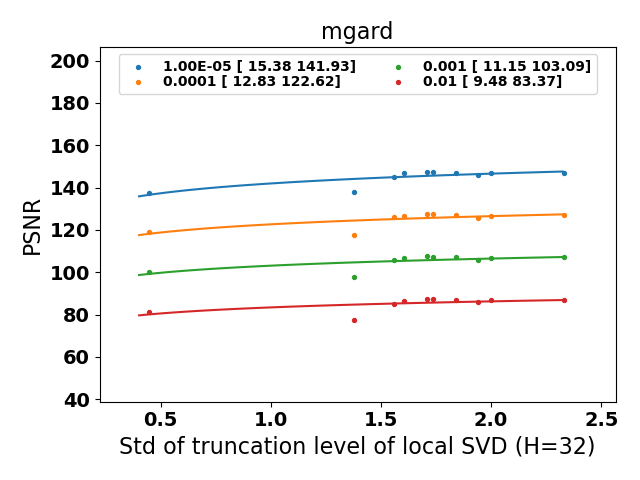 mgard
1.00E-05 [ 15.38 141.93]
0.0001 [ 12.83 122.62]
0.001 [ 11.15 103.09]
0.01 [ 9.48 83.37]
200
180
160
140
120
100
80
60
40
PSNR
0.5 1.0 1.5 2.0 2.5
Std of truncation level of local SVD (H=32)